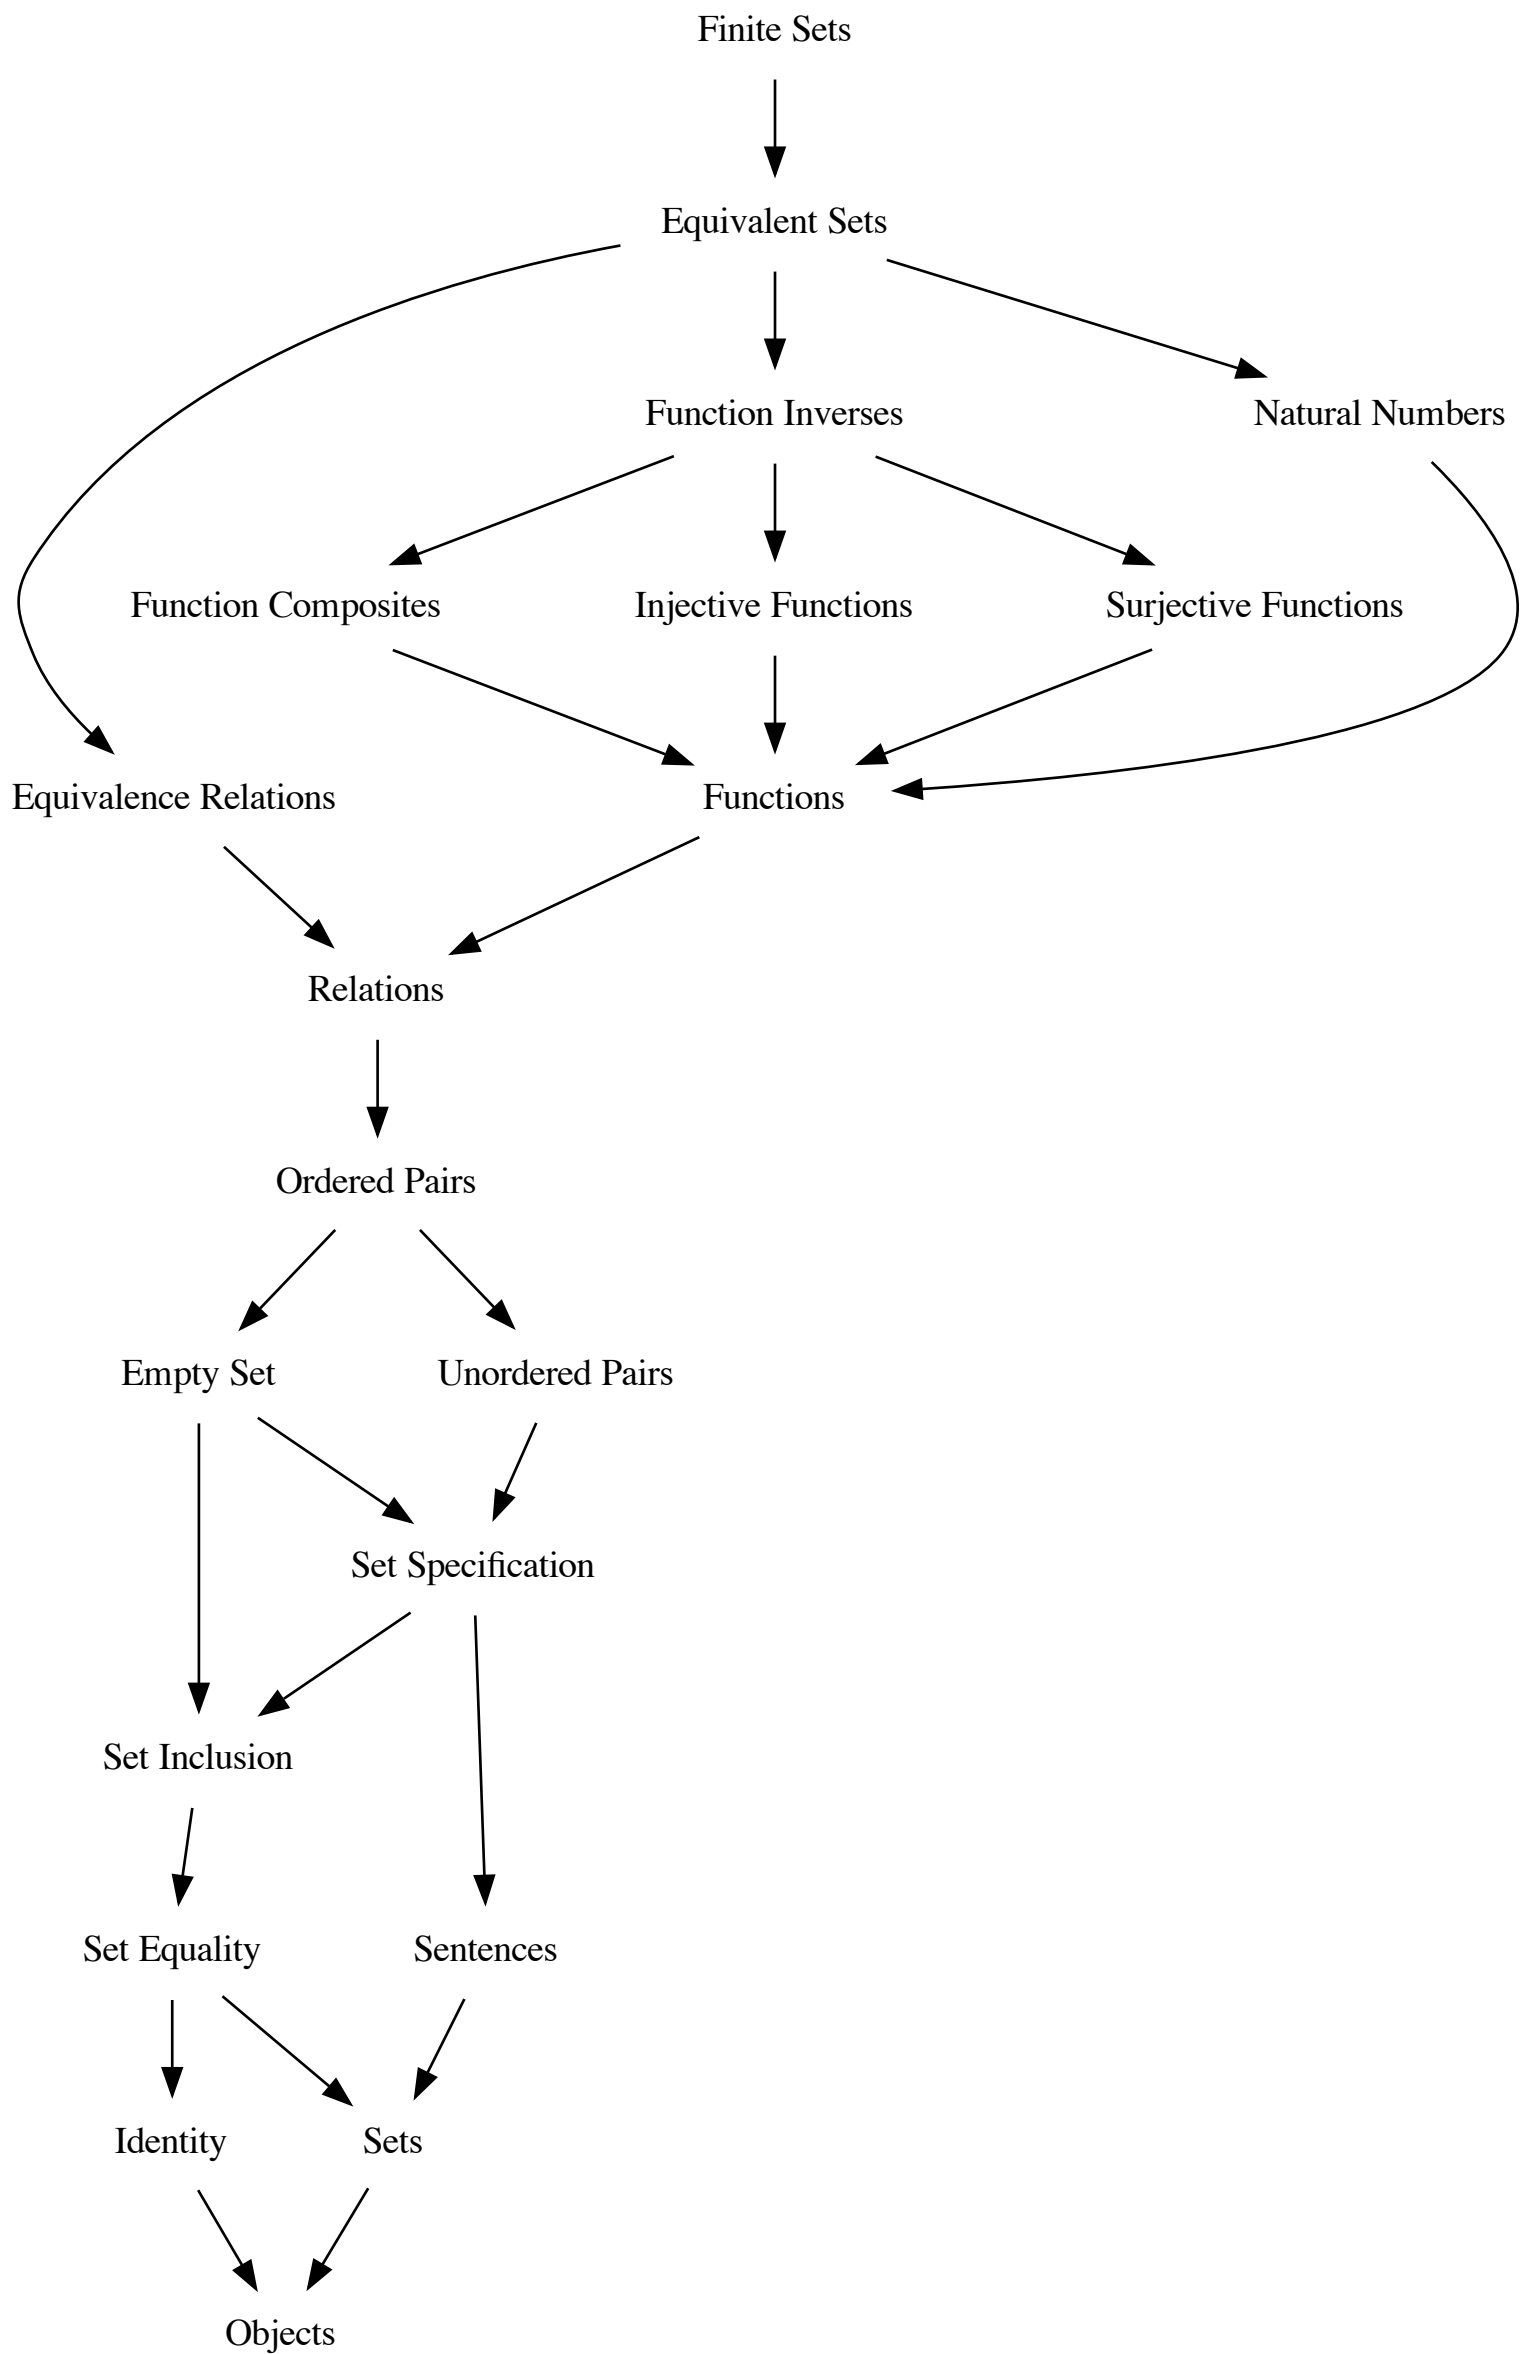 Finite Sets
Equivalent Sets
Function Inverses
Natural Numbers
Function Composites
Injective Functions
Surjective Functions
Equivalence Relations
Functions
Relations
Ordered Pairs
Empty Set
Unordered Pairs
Set Specification
Set Inclusion
Set Equality
Sentences
Identity
Sets
Objects